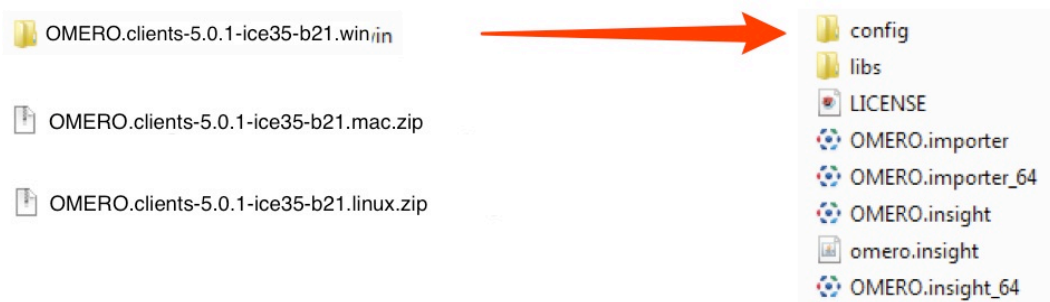 OMERO.clients-5.0.1-ice35-b21.win/in
OMERO.clients-5.0.1-ice35-b21.mac.zip
OMERO.clients-5.0.1-ice35-b21.linux.zip
config
libs
LICENSE
OMERO.importer
OMERO.importer_64
OMERO.insight
omero.insight
OMERO.insight_64